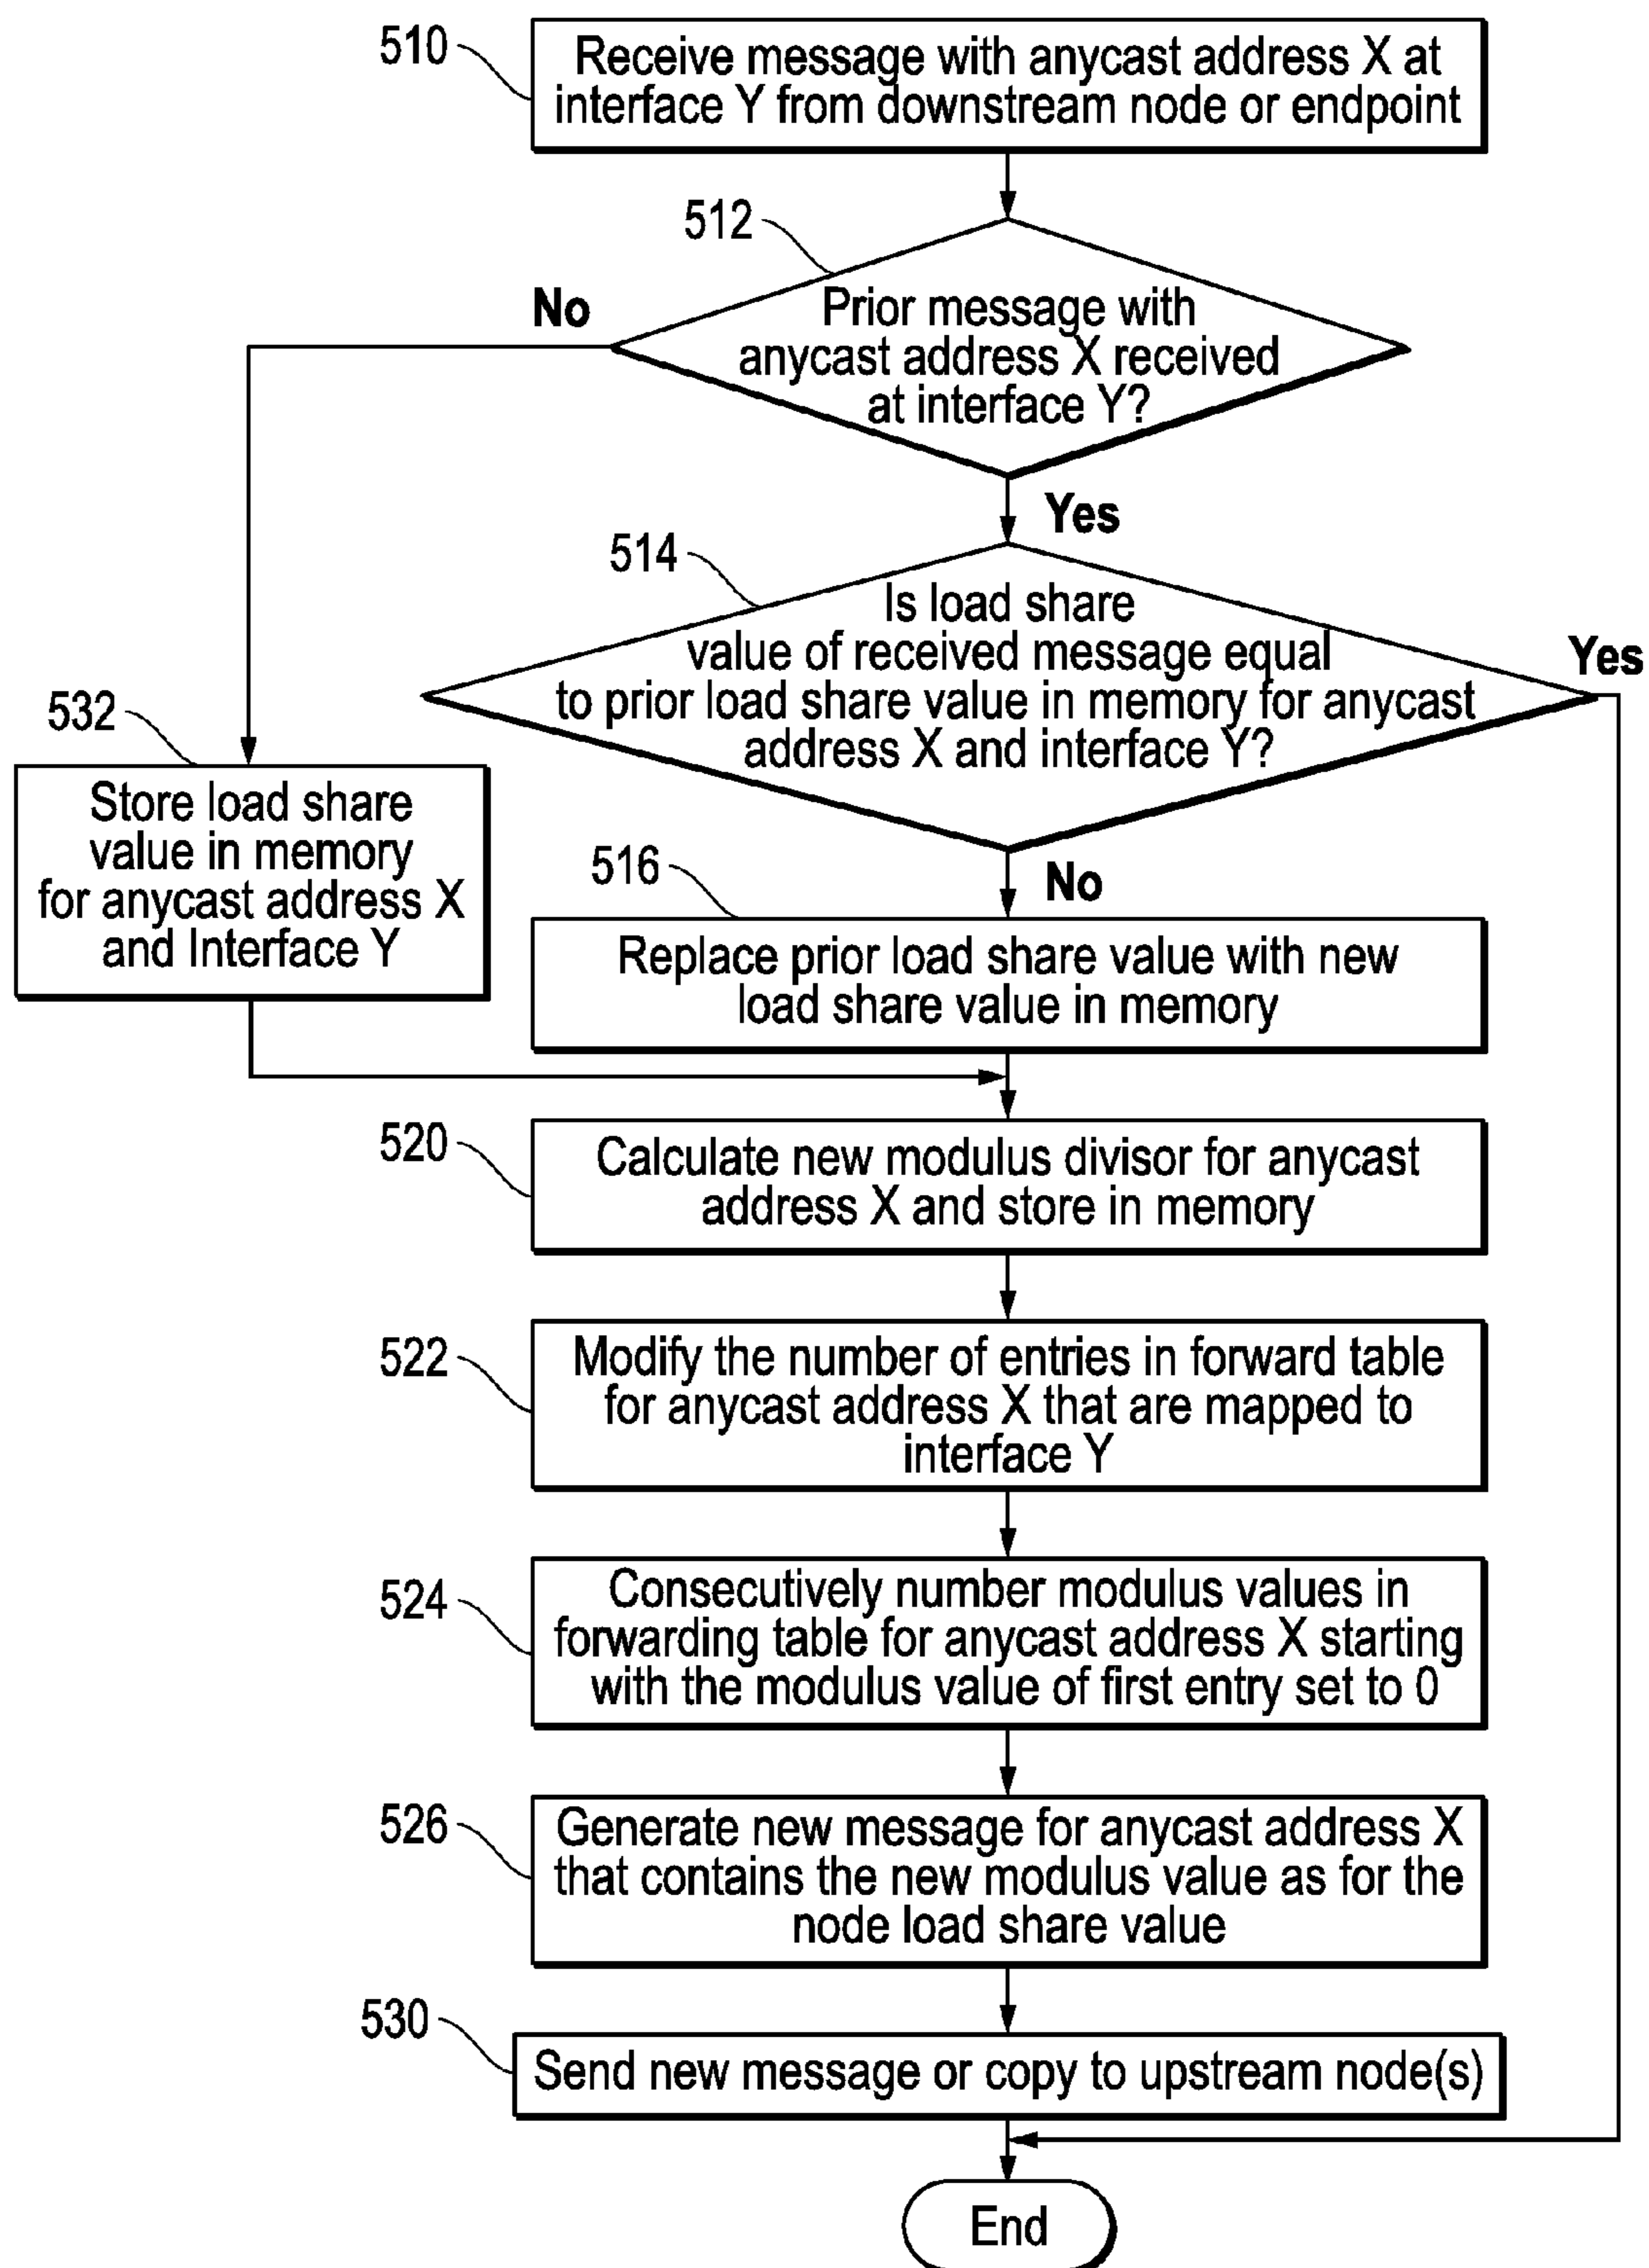 510
Receive message with anycast address X at
interface Y from downstream node or endpoint
512
No
Prior message with
anycast address X received
at interface Y?
Yes
514
Is load share
value of received message equal
to prior load share value in memory for anycast
address X and interface Y?
Yes
532
Store load share
value in memory
for anycast address X
and Interface Y
516
No
Replace prior load share value with new
load share value in memory
520
Calculate new modulus divisor for anycast
address X and store in memory
522
Modify the number of entries in forward table
for anycast address X that are mapped to
interface Y
524
Consecutively number modulus values in
forwarding table for anycast address X starting
with the modulus value of first entry set to 0
526
Generate new message for anycast address X
that contains the new modulus value as for the
node load share value
530
Send new message or copy to upstream node(s)
End